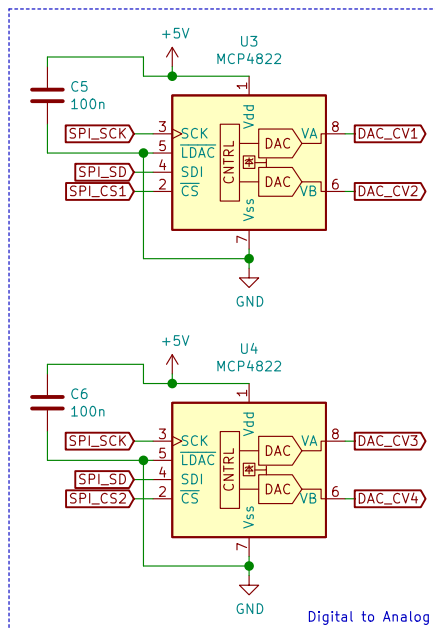 +5V
U3
MCP4822
C5
100n
1
Vdd
SPI_SCK 3 SCK
5 LDAC
SPI_SD 4 SDI
SPI_CS1 2 CS
CNTRL
DAC
DAC
VA 8 DAC_CV1
VB 6 DAC_CV2
Vss
7
GND
+5V
U4
MCP4822
C6
100n
1
Vdd
SPI_SCK 3 SCK
5 LDAC
SPI_SD 4 SDI
SPI_CS2 2 CS
CNTRL
DAC
DAC
VA 8 DAC_CV3
VB 6 DAC_CV4
Vss
7
GND
Digital to Analog